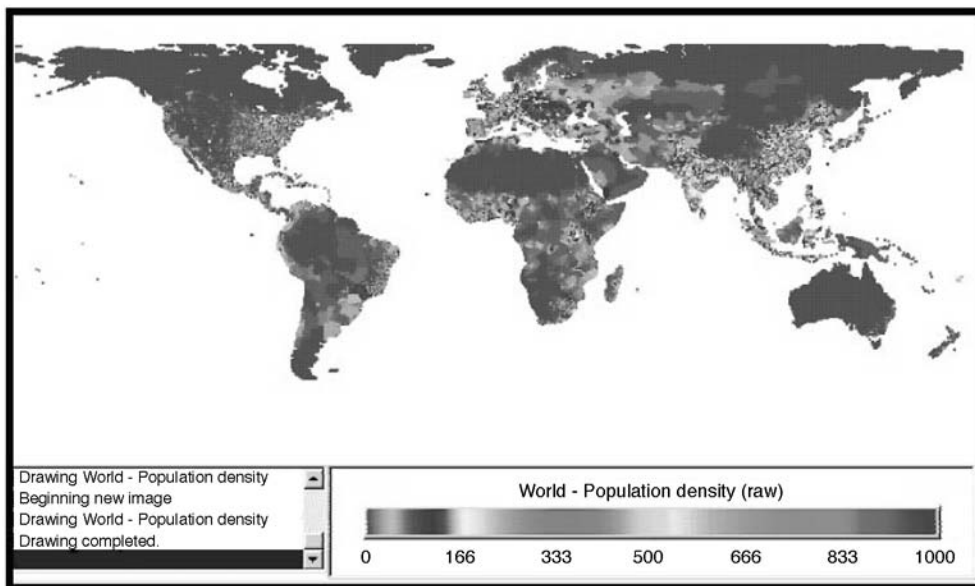 Drawing World - Population density
Beginning new image
Drawing World - Population density
Drawing completed.
World - Population density (raw)
0 166 333 500 666 833 1000